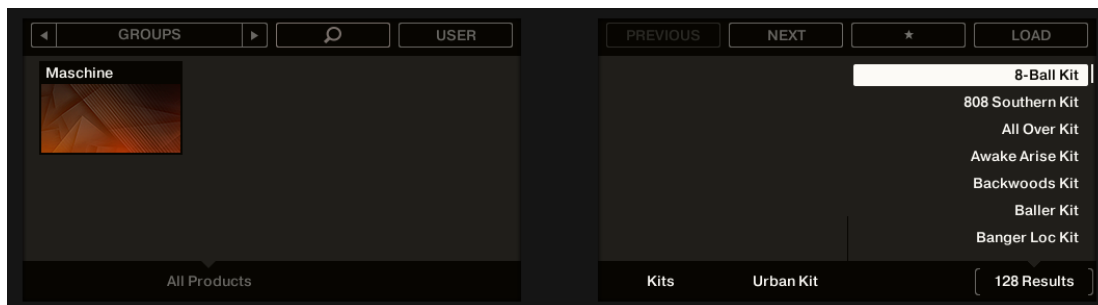 GROUPS
USER
Maschine
All Products
PREVIOUS
NEXT
LOAD
8-Ball Kit
808 Southern Kit
All Over Kit
Awake Arise Kit
Backwoods Kit
Baller Kit
Banger Loc Kit
Kits
Urban Kit
128 Results